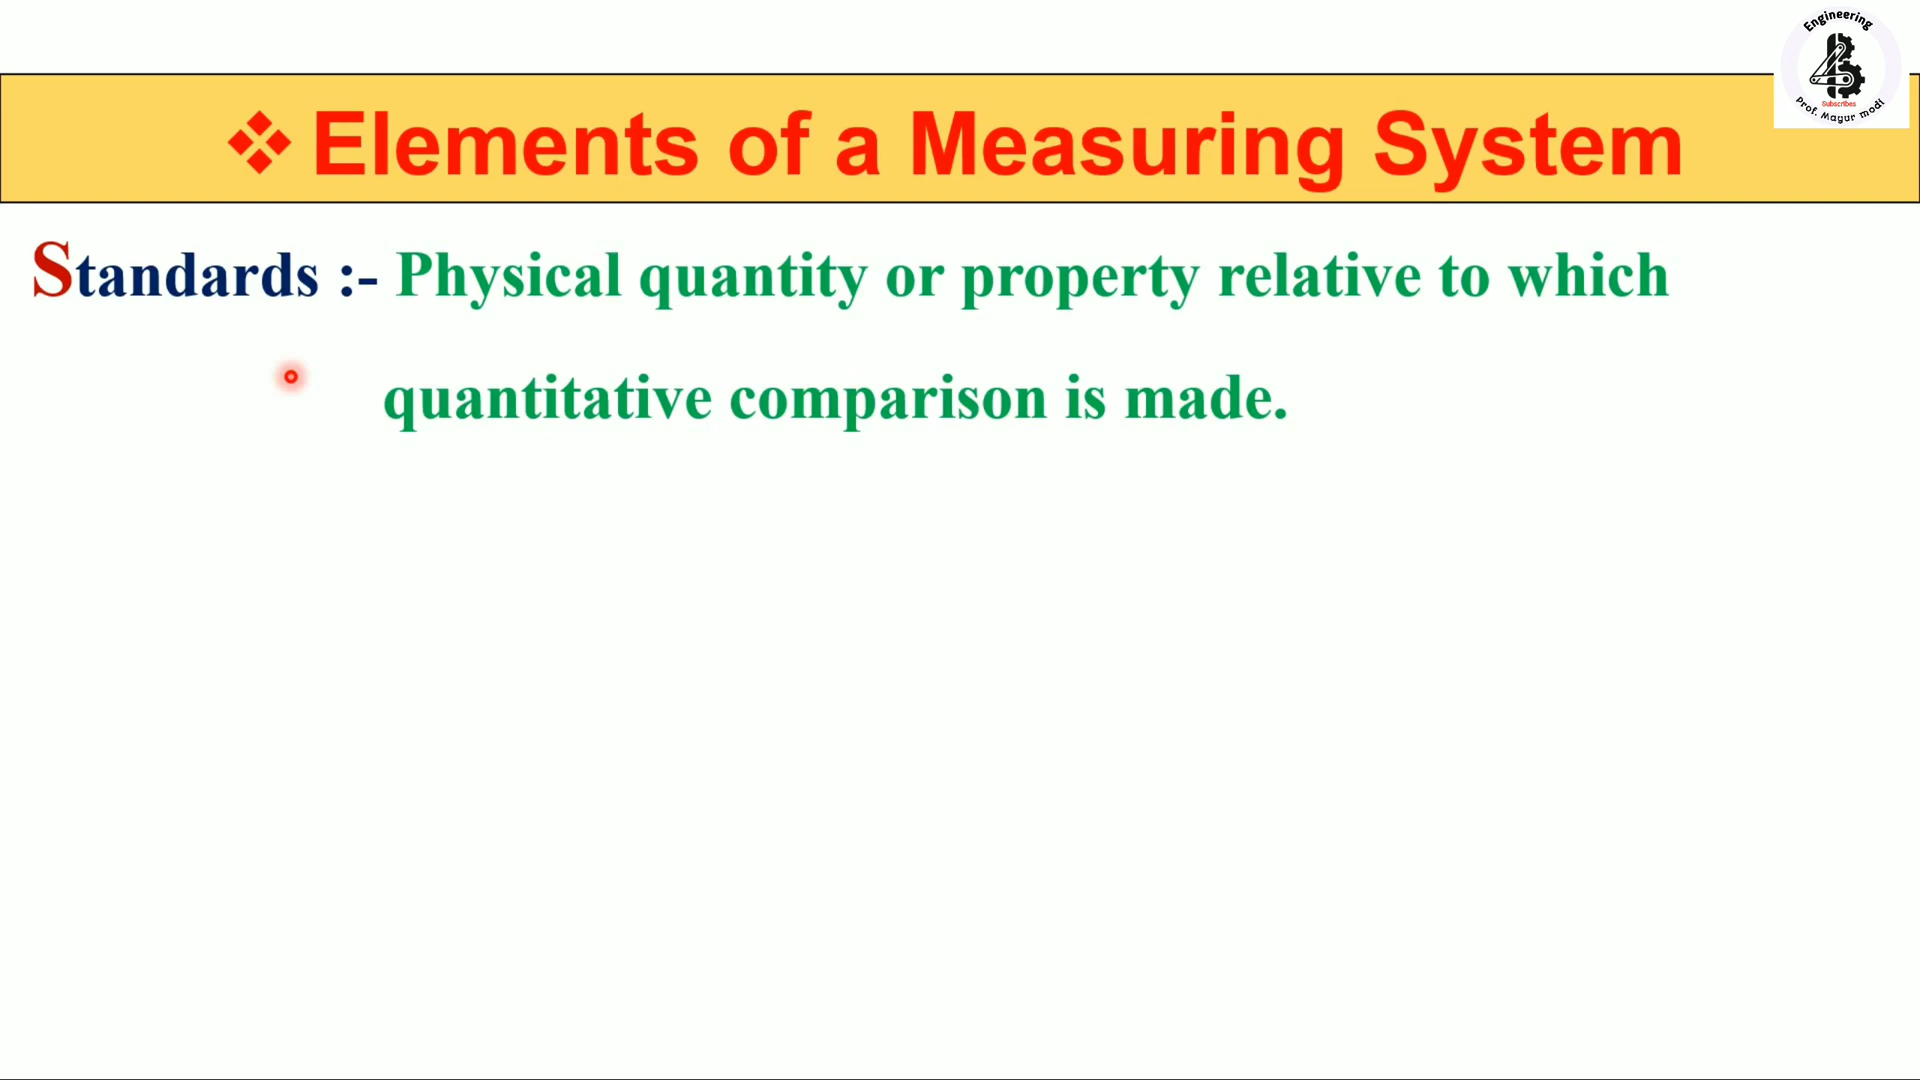 Engineering
Subscribes
Prof. Mayur modi
❖ Elements of a Measuring System
Standards :- Physical quantity or property relative to which
quantitative comparison is made.